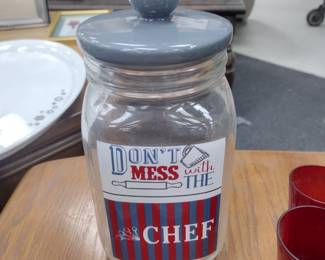 DON'T
MESS with
THE
CHEF